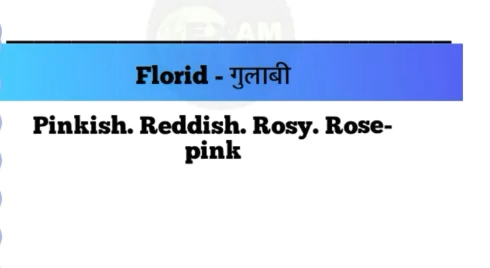 Florid - गुलाबी
Pinkish. Reddish. Rosy. Rose-
pink